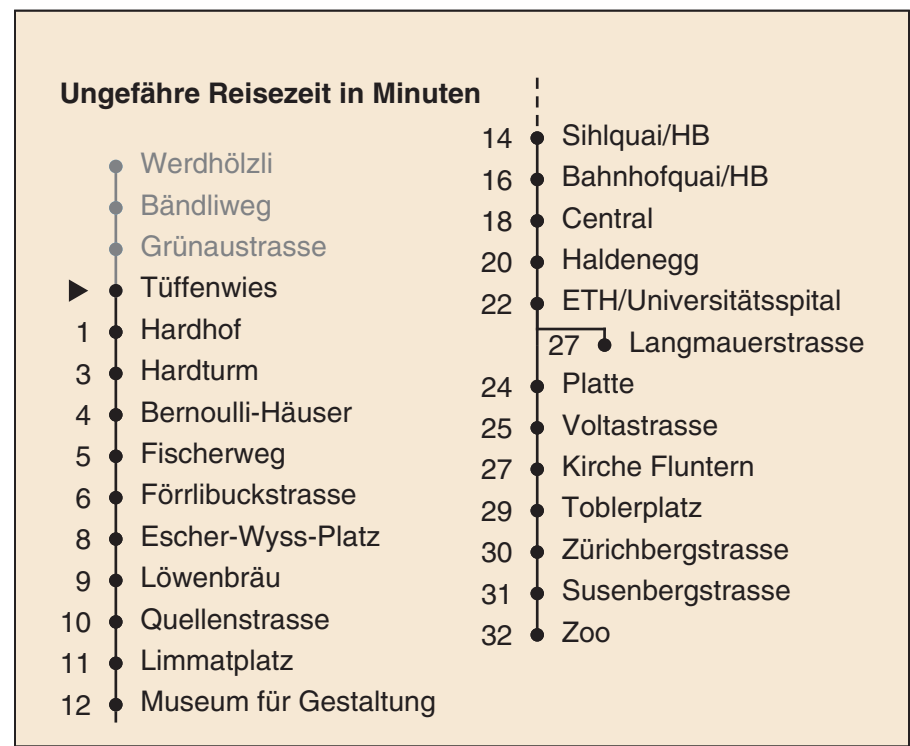 Ungefähre Reisezeit in Minuten
Werdhölzli
Bändliweg
Grünaustrasse
Tüffenwies
1 Hardhof
3 Hardturm
4 Bernoulli-Häuser
5 Fischerweg
6 Förrlibuckstrasse
8 Escher-Wyss-Platz
9 Löwenbräu
10 Quellenstrasse
11 Limmatplatz
12 Museum für Gestaltung
14 Sihlquai/HB
16 Bahnhofquai/HB
18 Central
20 Haldenegg
22 ETH/Universitätsspital
27 Langmauerstrasse
24 Platte
25 Voltastrasse
27 Kirche Fluntern
29 Toblerplatz
30 Zürichbergstrasse
31 Susenbergstrasse
32 Zoo